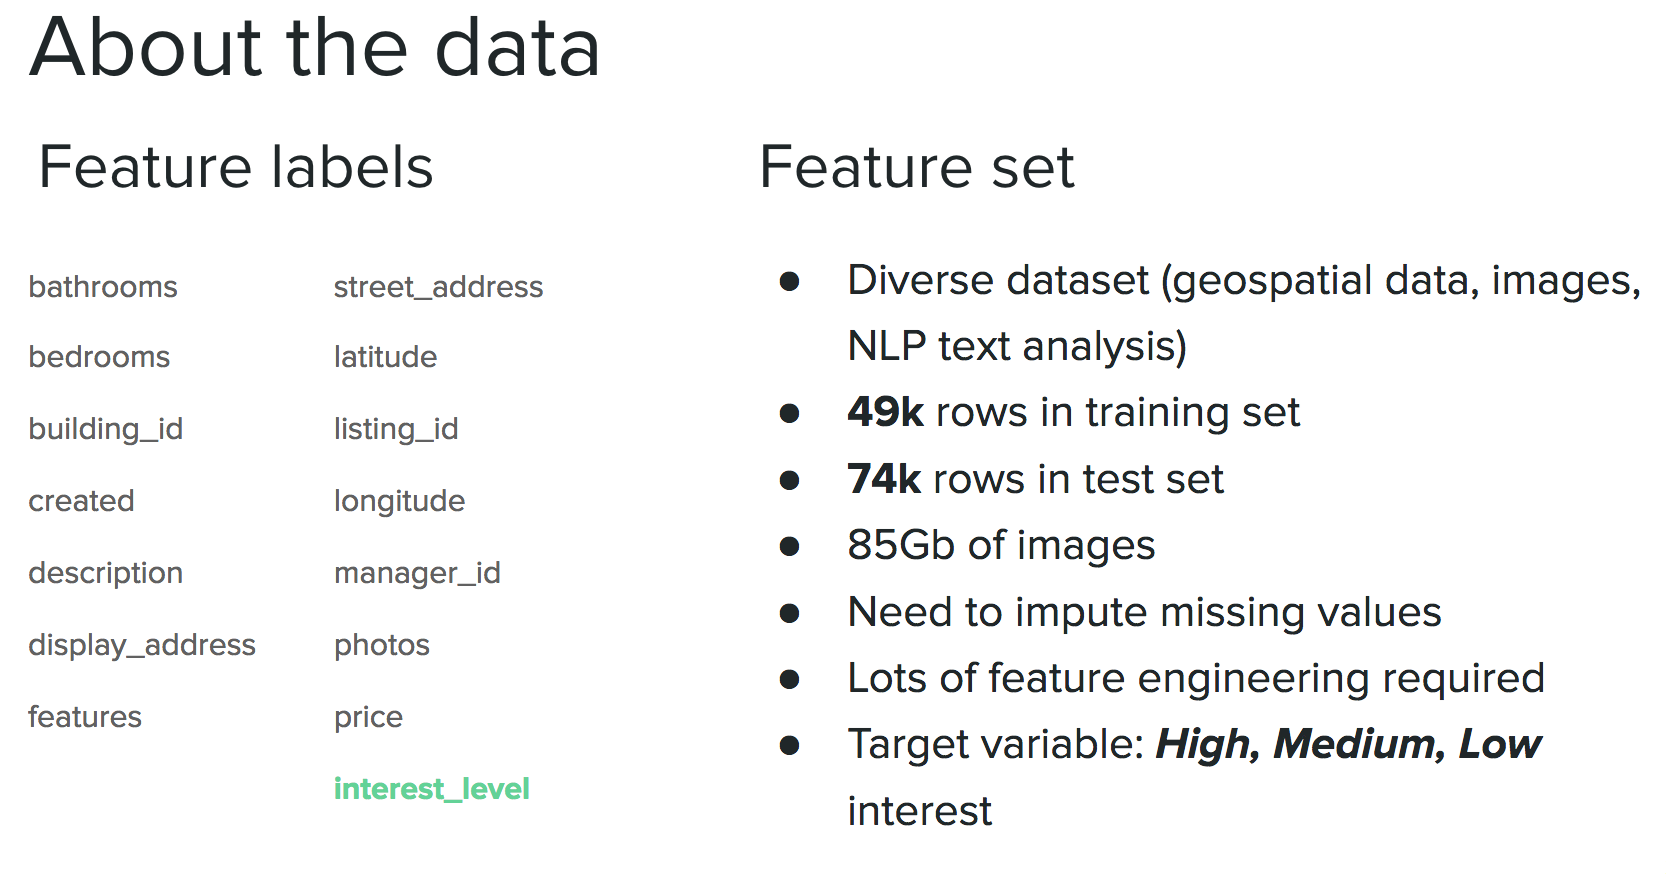 About the data
Feature labels
bathrooms
bedrooms
building_id
created
description
display_address
features
street_address
latitude
listing_id
longitude
manager_id
photos
price
interest_level
Feature set
● Diverse dataset (geospatial data, images,
NLP text analysis)
● 49k rows in training set
● 74k rows in test set
● 85Gb of images
● Need to impute missing values
● Lots of feature engineering required
● Target variable: High, Medium, Low
interest